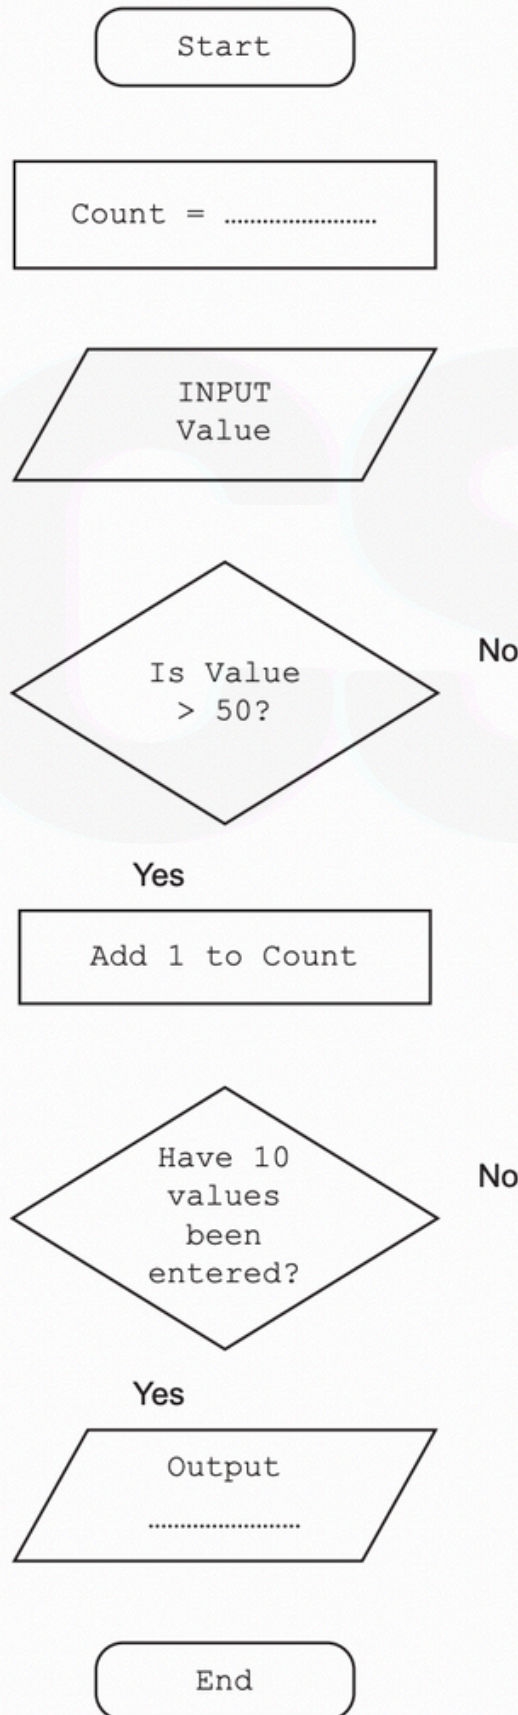 Start
Count = ........................
INPUT
Value
Is Value
> 50?
No
Yes
Add 1 to Count
Have 10
values
been
entered?
No
Yes
Output
........................
End